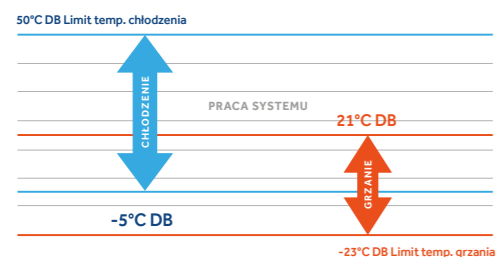 50°C DB Limit temp. chłodzenia
CHŁODZENIE
PRACA SYSTEMU
21°C DB
GRZANIE
-5°C DB
-23°C DB Limit temp. grzania